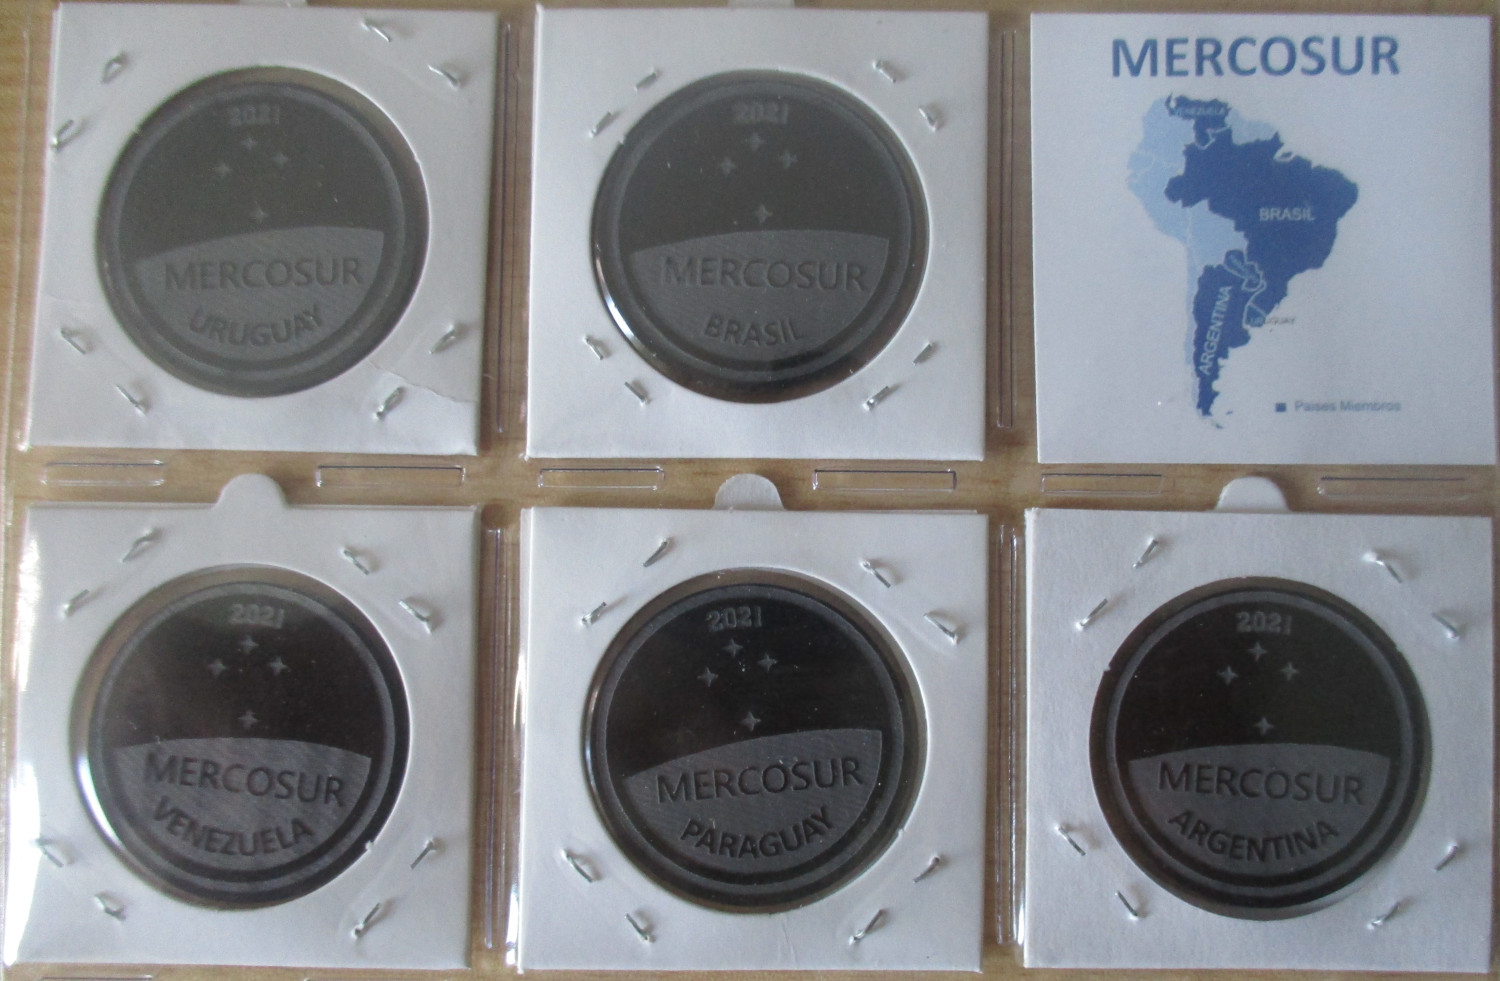 2021
MERCOSUR
URUGUAY
2021
MERCOSUR
BRASIL
MERCOSUR
VENEZUELA
BRASIL
ARGENTINA
Paises Miembros
2021
MERCOSUR
VENEZUELA
2021
MERCOSUR
PARAGUAY
2021
MERCOSUR
ARGENTINA